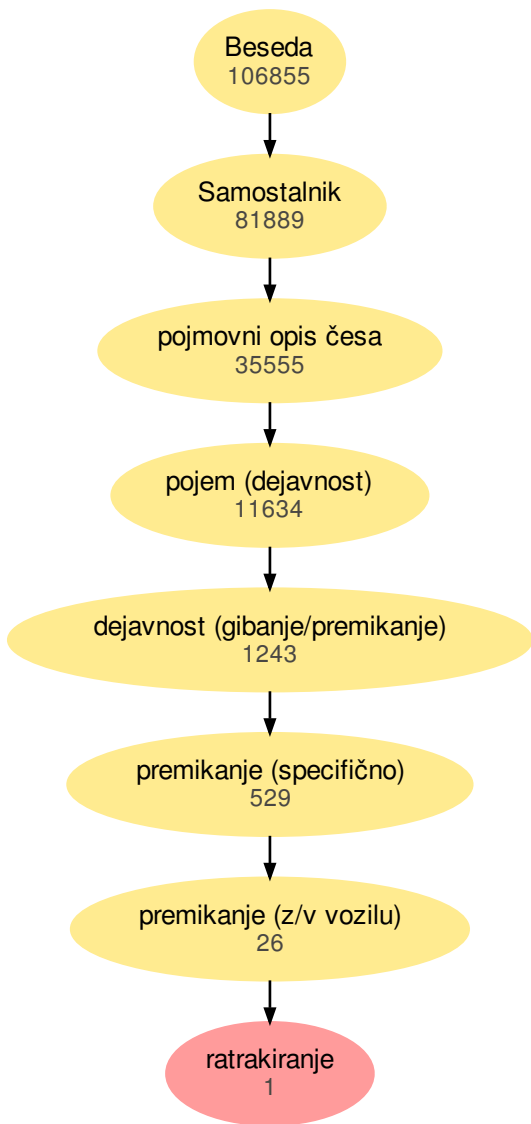 Beseda
106855
Samostalnik
81889
pojmovni opis česa
35555
pojem (dejavnost)
11634
dejavnost (gibanje/premikanje)
1243
premikanje (specifično)
529
premikanje (z/v vozilu)
26
ratrakiranje
1